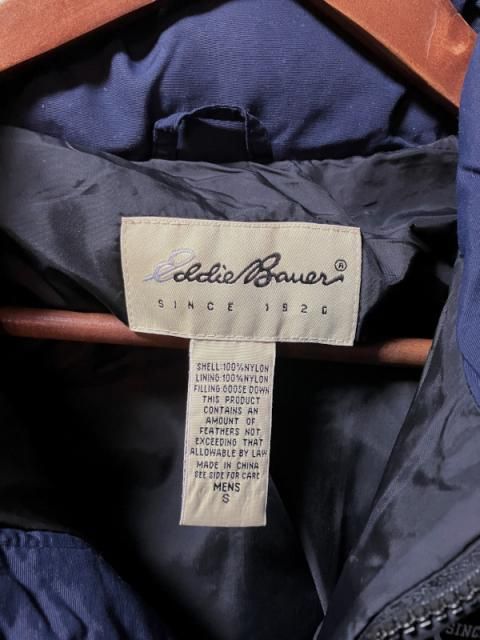 Eddie Bauer®
SINCE 1920
SHELL:100%NYLON
LINING:100%NYLON
FILLING:GOOSE DOWN
THIS PRODUCT
CONTAINS AN
AMOUNT OF
FEATHERS NOT
EXCEEDING THAT
ALLOWABLE BY LAW
MADE IN CHINA
SEE SIDE FOR CARE
MENS
S
SINC